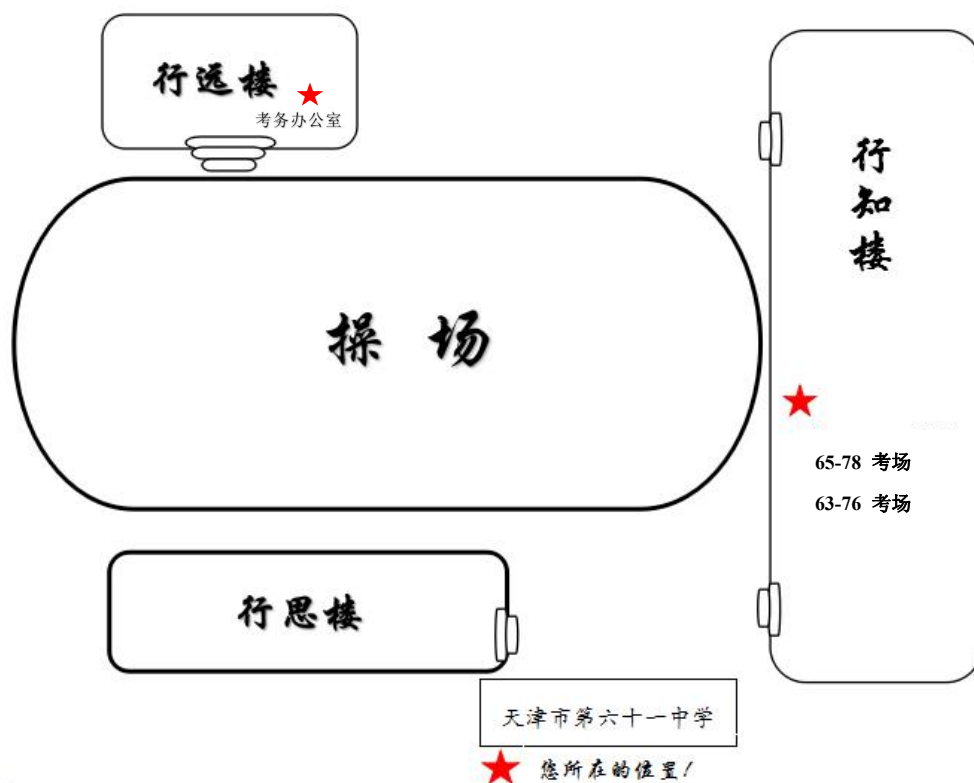 行远楼
考务办公室
行知楼
操 场
65-78 考场
63-76 考场
行思楼
天津市第六十一中学
您所在的位置!